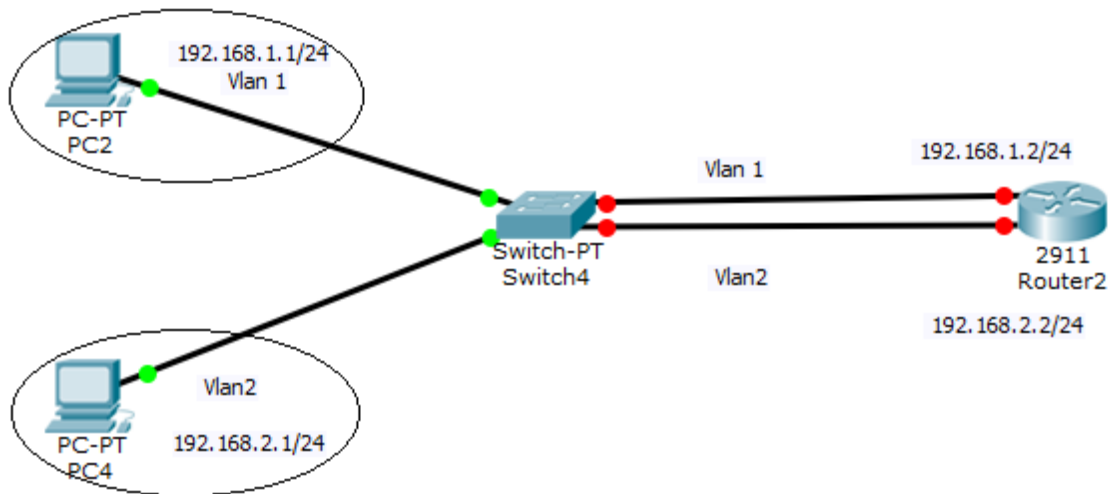 192.168.1.1/24
Vlan 1
PC-PT
PC2
Vlan 1
192.168.1.2/24
Switch-PT
Switch4
2911
Router2
Vlan2
192.168.2.2/24
Vlan2
192.168.2.1/24
PC-PT
PC4